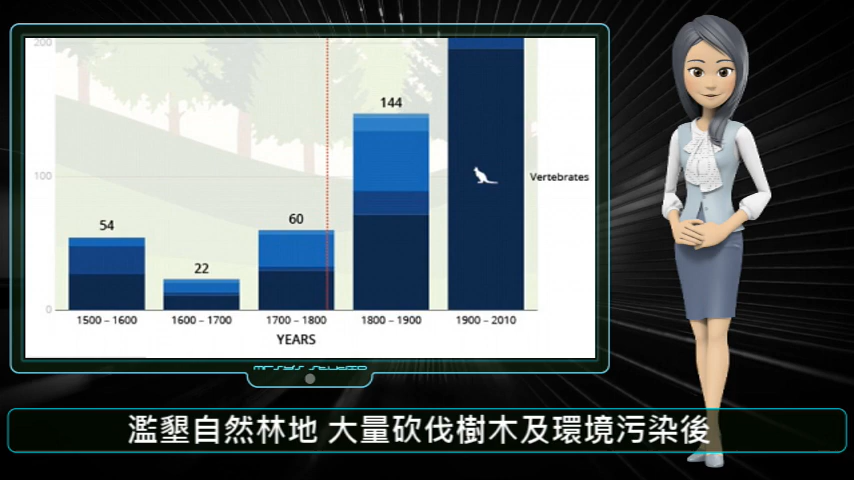 200
144
100
Vertebrates
54
60
22
0
1500 – 1600
1600 – 1700
1700 – 1800
1800 – 1900
1900 – 2010
YEARS
濫墾自然林地 大量砍伐樹木及環境污染後